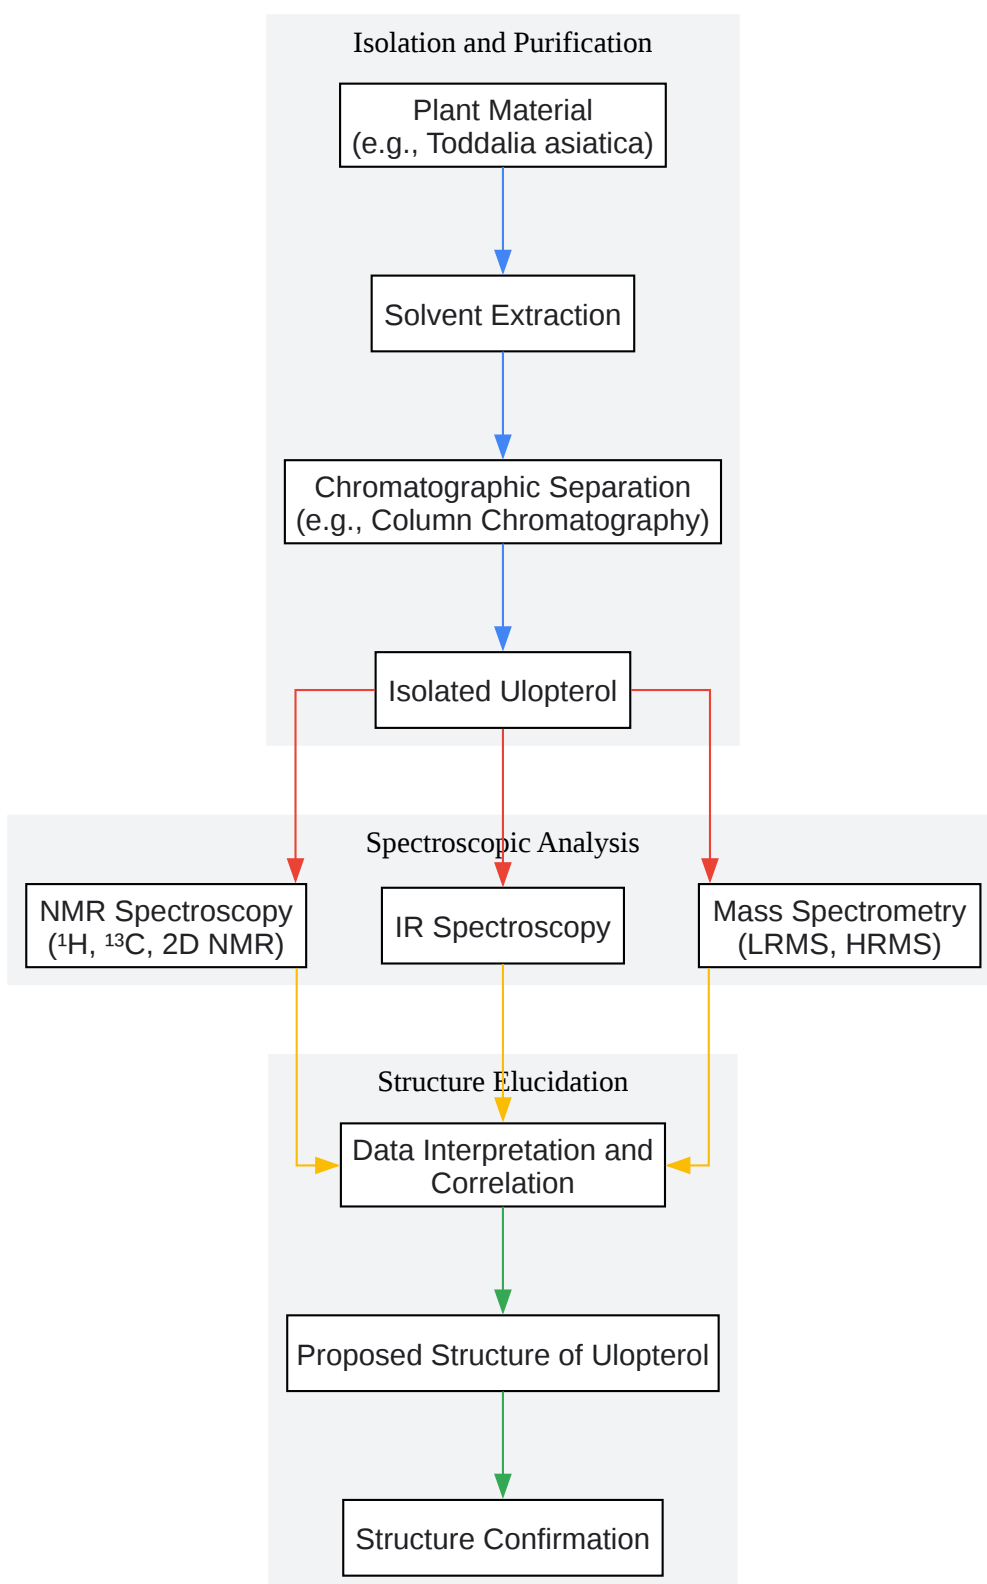 Isolation and Purification
Plant Material
(e.g., Toddalia asiatica)
Solvent Extraction
Chromatographic Separation
(e.g., Column Chromatography)
Isolated Ulopterol
Spectroscopic Analysis
NMR Spectroscopy
(¹H, ¹³C, 2D NMR)
IR Spectroscopy
Mass Spectrometry
(LRMS, HRMS)
Structure Elucidation
Data Interpretation and
Correlation
Proposed Structure of Ulopterol
Structure Confirmation